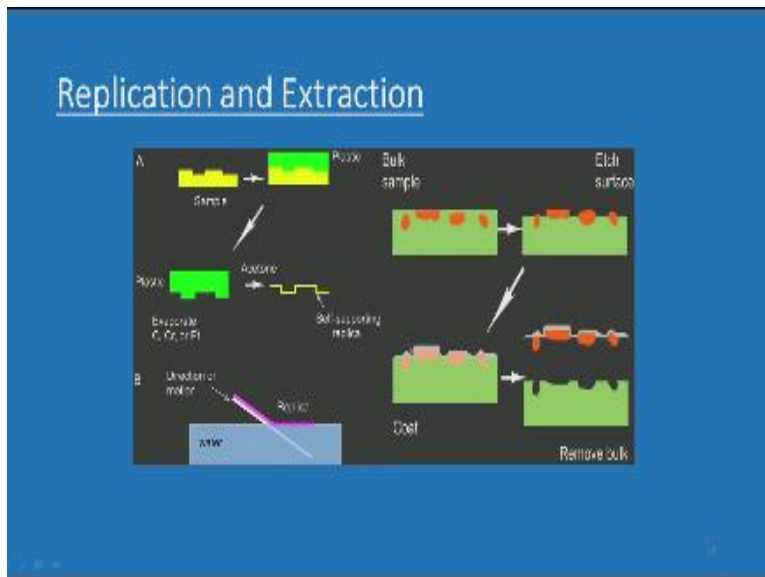 Replication and Extraction
A
Plastic
Sample
Plastic
Acetone
Evaporate
C, Cr, or Pt
Self-supporting
replica
B
Direction of
motion
Replica
water
Bulk
sample
Etch
surface
Coat
Remove bulk